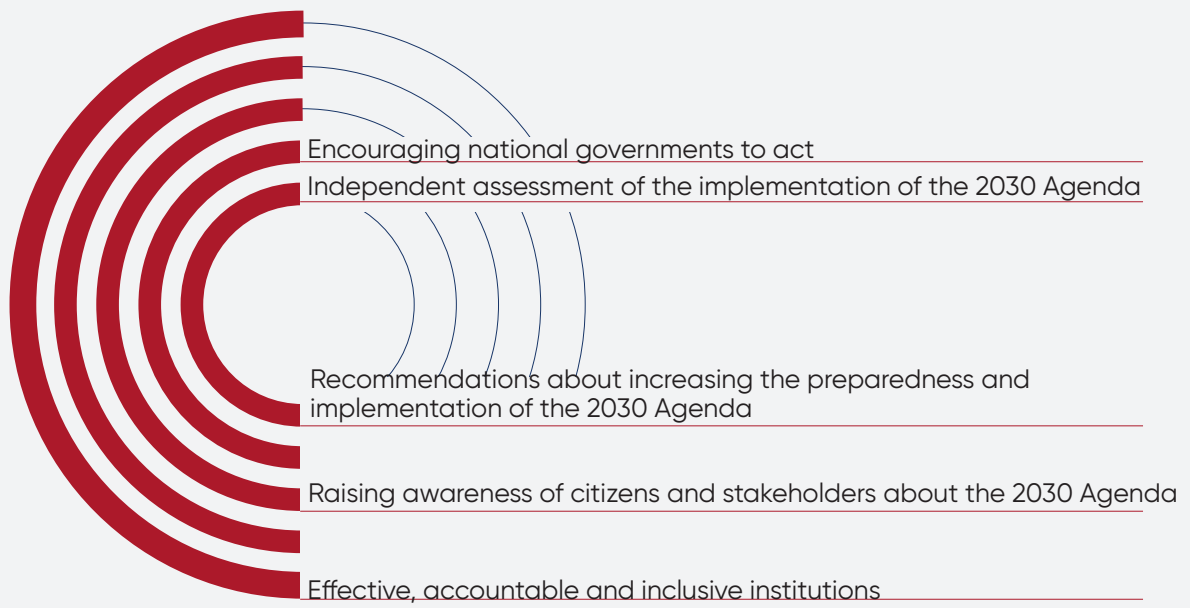 Encouraging national governments to act
Independent assessment of the implementation of the 2030 Agenda
Recommendations about increasing the preparedness and
implementation of the 2030 Agenda
Raising awareness of citizens and stakeholders about the 2030 Agenda
Effective, accountable and inclusive institutions